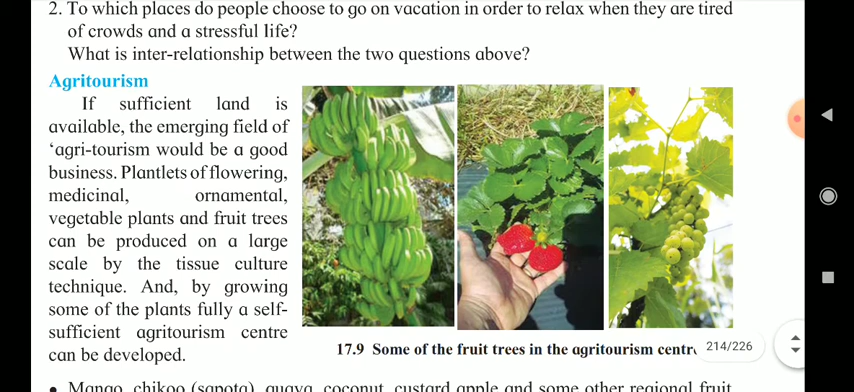 2. To which places do people choose to go on vacation in order to relax when they are tired
of crowds and a stressful life?
What is inter-relationship between the two questions above?
Agritourism
If sufficient land is
available, the emerging field of
‘agri-tourism would be a good
business. Plantlets of flowering,
medicinal, ornamental,
vegetable plants and fruit trees
can be produced on a large
scale by the tissue culture
technique. And, by growing
some of the plants fully a self-
sufficient agritourism centre
can be developed.
17.9 Some of the fruit trees in the agritourism centr
214/226
• Mango, chikoo (sapota), guava, coconut, custard apple and some other regional fruit